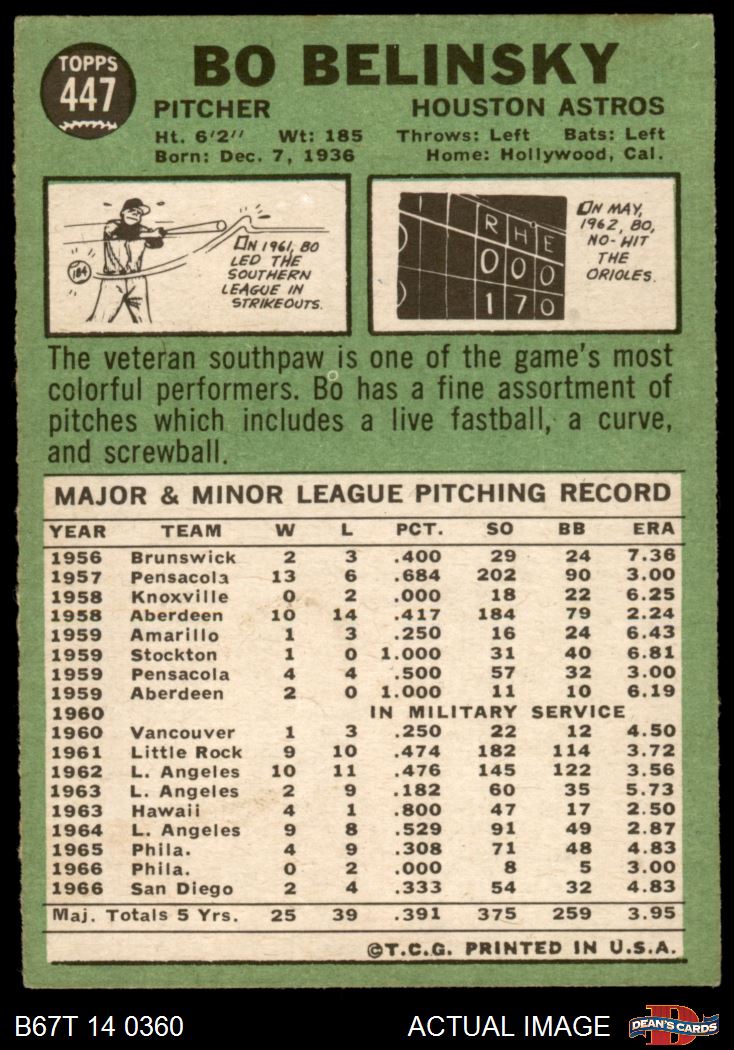 TOPPS
447
BO BELINSKY
PITCHER HOUSTON ASTROS
Ht. 6'2" Wt: 185 Throws: Left Bats: Left
Born: Dec. 7, 1936 Home: Hollywood, Cal.
184
ON 1961, BO
LED THE
SOUTHERN
LEAGUE IN
STRIKEOUTS.
R H E
0 0 0
1 7 0
ON MAY,
1962, BO,
NO-HIT
THE
ORIOLES.
The veteran southpaw is one of the game's most
colorful performers. Bo has a fine assortment of
pitches which includes a live fastball, a curve,
and screwball.
MAJOR & MINOR LEAGUE PITCHING RECORD
YEAR TEAM W L PCT. SO BB ERA
1956 Brunswick 2 3 .400 29 24 7.36
1957 Pensacola 13 6 .684 202 90 3.00
1958 Knoxville 0 2 .000 18 22 6.25
1958 Aberdeen 10 14 .417 184 79 2.24
1959 Amarillo 1 3 .250 16 24 6.43
1959 Stockton 1 0 1.000 31 40 6.81
1959 Pensacola 4 4 .500 57 32 3.00
1959 Aberdeen 2 0 1.000 11 10 6.19
1960 IN MILITARY SERVICE
1960 Vancouver 1 3 .250 22 12 4.50
1961 Little Rock 9 10 .474 182 114 3.72
1962 L. Angeles 10 11 .476 145 122 3.56
1963 L. Angeles 2 9 .182 60 35 5.73
1963 Hawaii 4 1 .800 47 17 2.50
1964 L. Angeles 9 8 .529 91 49 2.87
1965 Phila. 4 9 .308 71 48 4.83
1966 Phila. 0 2 .000 8 5 3.00
1966 San Diego 2 4 .333 54 32 4.83
Maj. Totals 5 Yrs. 25 39 .391 375 259 3.95
©T.C.G. PRINTED IN U.S.A.
B67T 14 0360 ACTUAL IMAGE DEAN'S CARDS